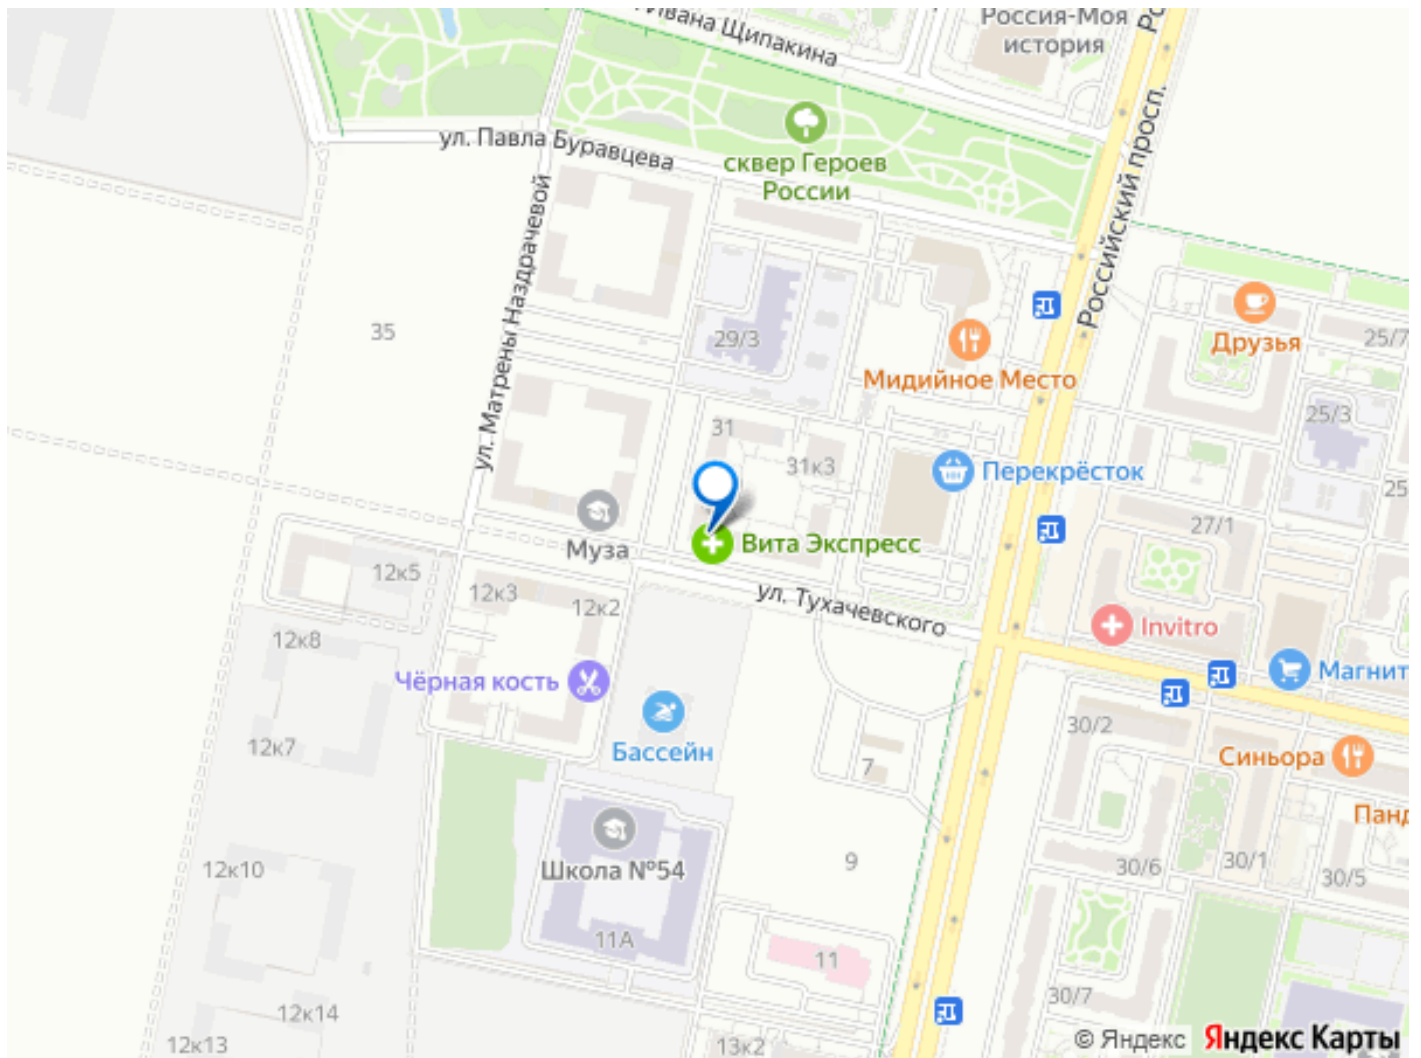 Ивана Щипакина
Россия-Моя
история
Ро
ул. Павла Буравцева
сквер Героев
России
Российский просп.
ул. Матрены Наздрачевой
35
29/3
Друзья
25/7
Мидийное Место
25/3
31
31к3
Перекрёсток
25
27/1
Муза
Вита Экспресс
12к5
12к3
12к2
ул. Тухачевского
Invitro
12к8
Магнит
Чёрная кость
30/2
12к7
Бассейн
7
Синьора
Панд
Школа №54
9
12к10
30/6
30/1
30/5
11А
11
30/7
12к14
12к13
13к2
© Яндекс Яндекс Карты